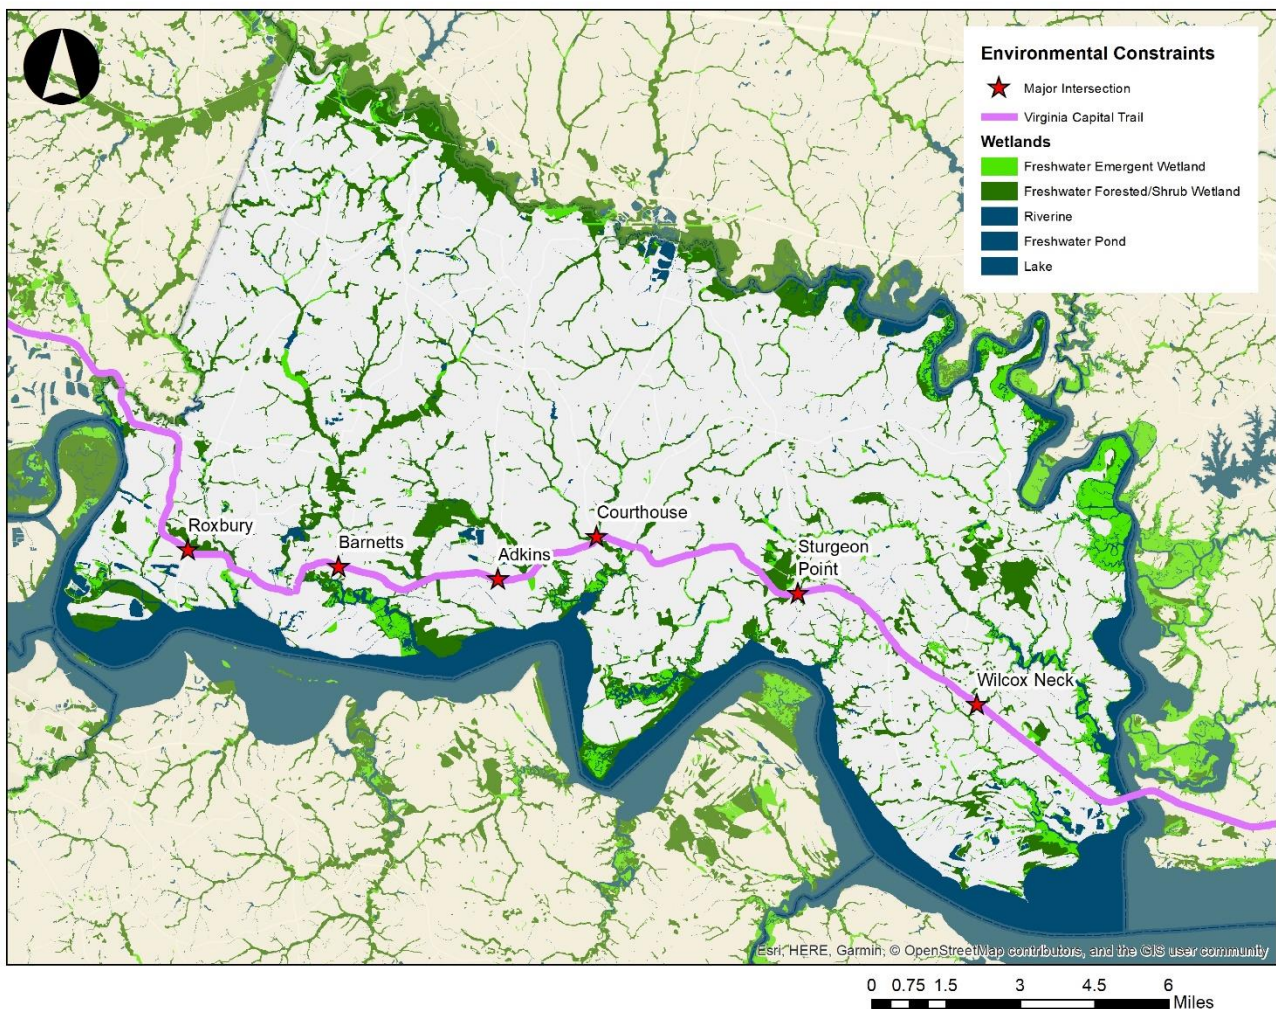 Environmental Constraints
Major Intersection
Virginia Capital Trail
Wetlands
Freshwater Emergent Wetland
Freshwater Forested/Shrub Wetland
Riverine
Freshwater Pond
Lake
Roxbury
Barnetts
Adkins
Courthouse
Sturgeon
Point
Wilcox Neck
Esri, HERE, Garmin, © OpenStreetMap contributors, and the GIS user community
0 0.75 1.5 3 4.5 6
Miles